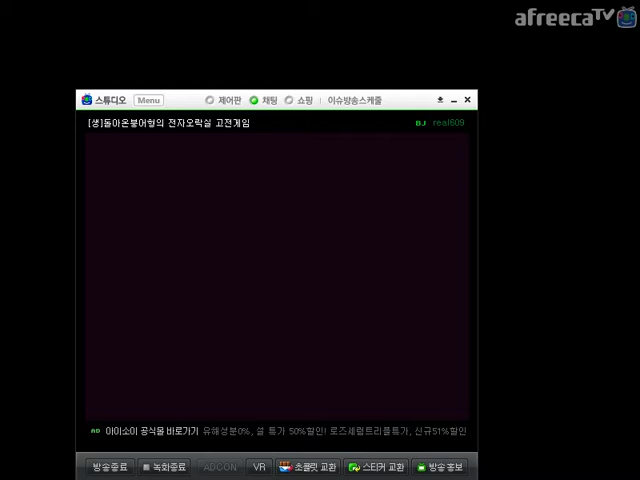 afreecaTV
스튜디오 Menu 제어판 채팅 쇼핑 이슈방송스케줄
[생]돌아온붕어형의 전자오락실 고전게임 BJ real609
AD 아이소이 공식몰 바로가기 유해성분0%, 설 특가 50%할인! 로즈세럼트리플특가, 신규51%할인
방송종료 녹화종료 ADCON VR 초콜릿 교환 스티커 교환 방송 홍보